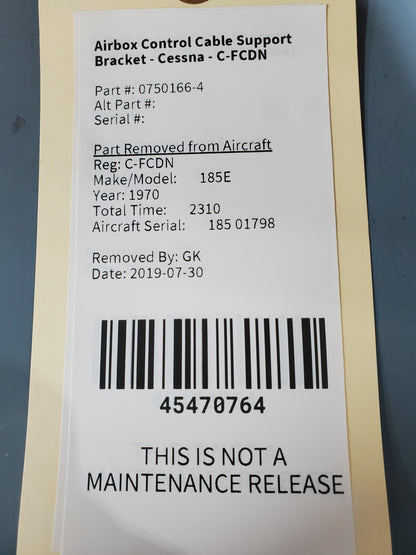 Airbox Control Cable Support
Bracket - Cessna - C-FCDN
Part #: 0750166-4
Alt Part #:
Serial #:
Part Removed from Aircraft
Reg: C-FCDN
Make/Model: 185E
Year: 1970
Total Time: 2310
Aircraft Serial: 185 01798
Removed By: GK
Date: 2019-07-30
45470764
THIS IS NOT A
MAINTENANCE RELEASE